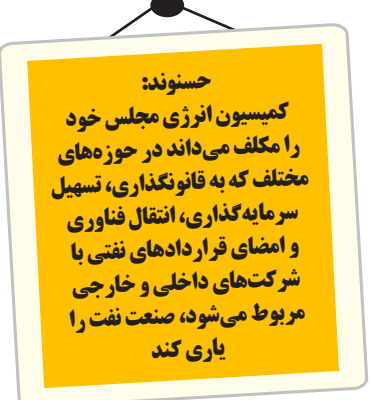 حسنوند:
کمیسیون انرژی مجلس خود
را مکلف می‌داند در حوزه‌های
مختلف که به قانونگذاری، تسهیل
سرمایه‌گذاری، انتقال فناوری
و امضای قراردادهای نفتی با
شرکت‌های داخلی و خارجی
مربوط می‌شود، صنعت نفت را
یاری کند